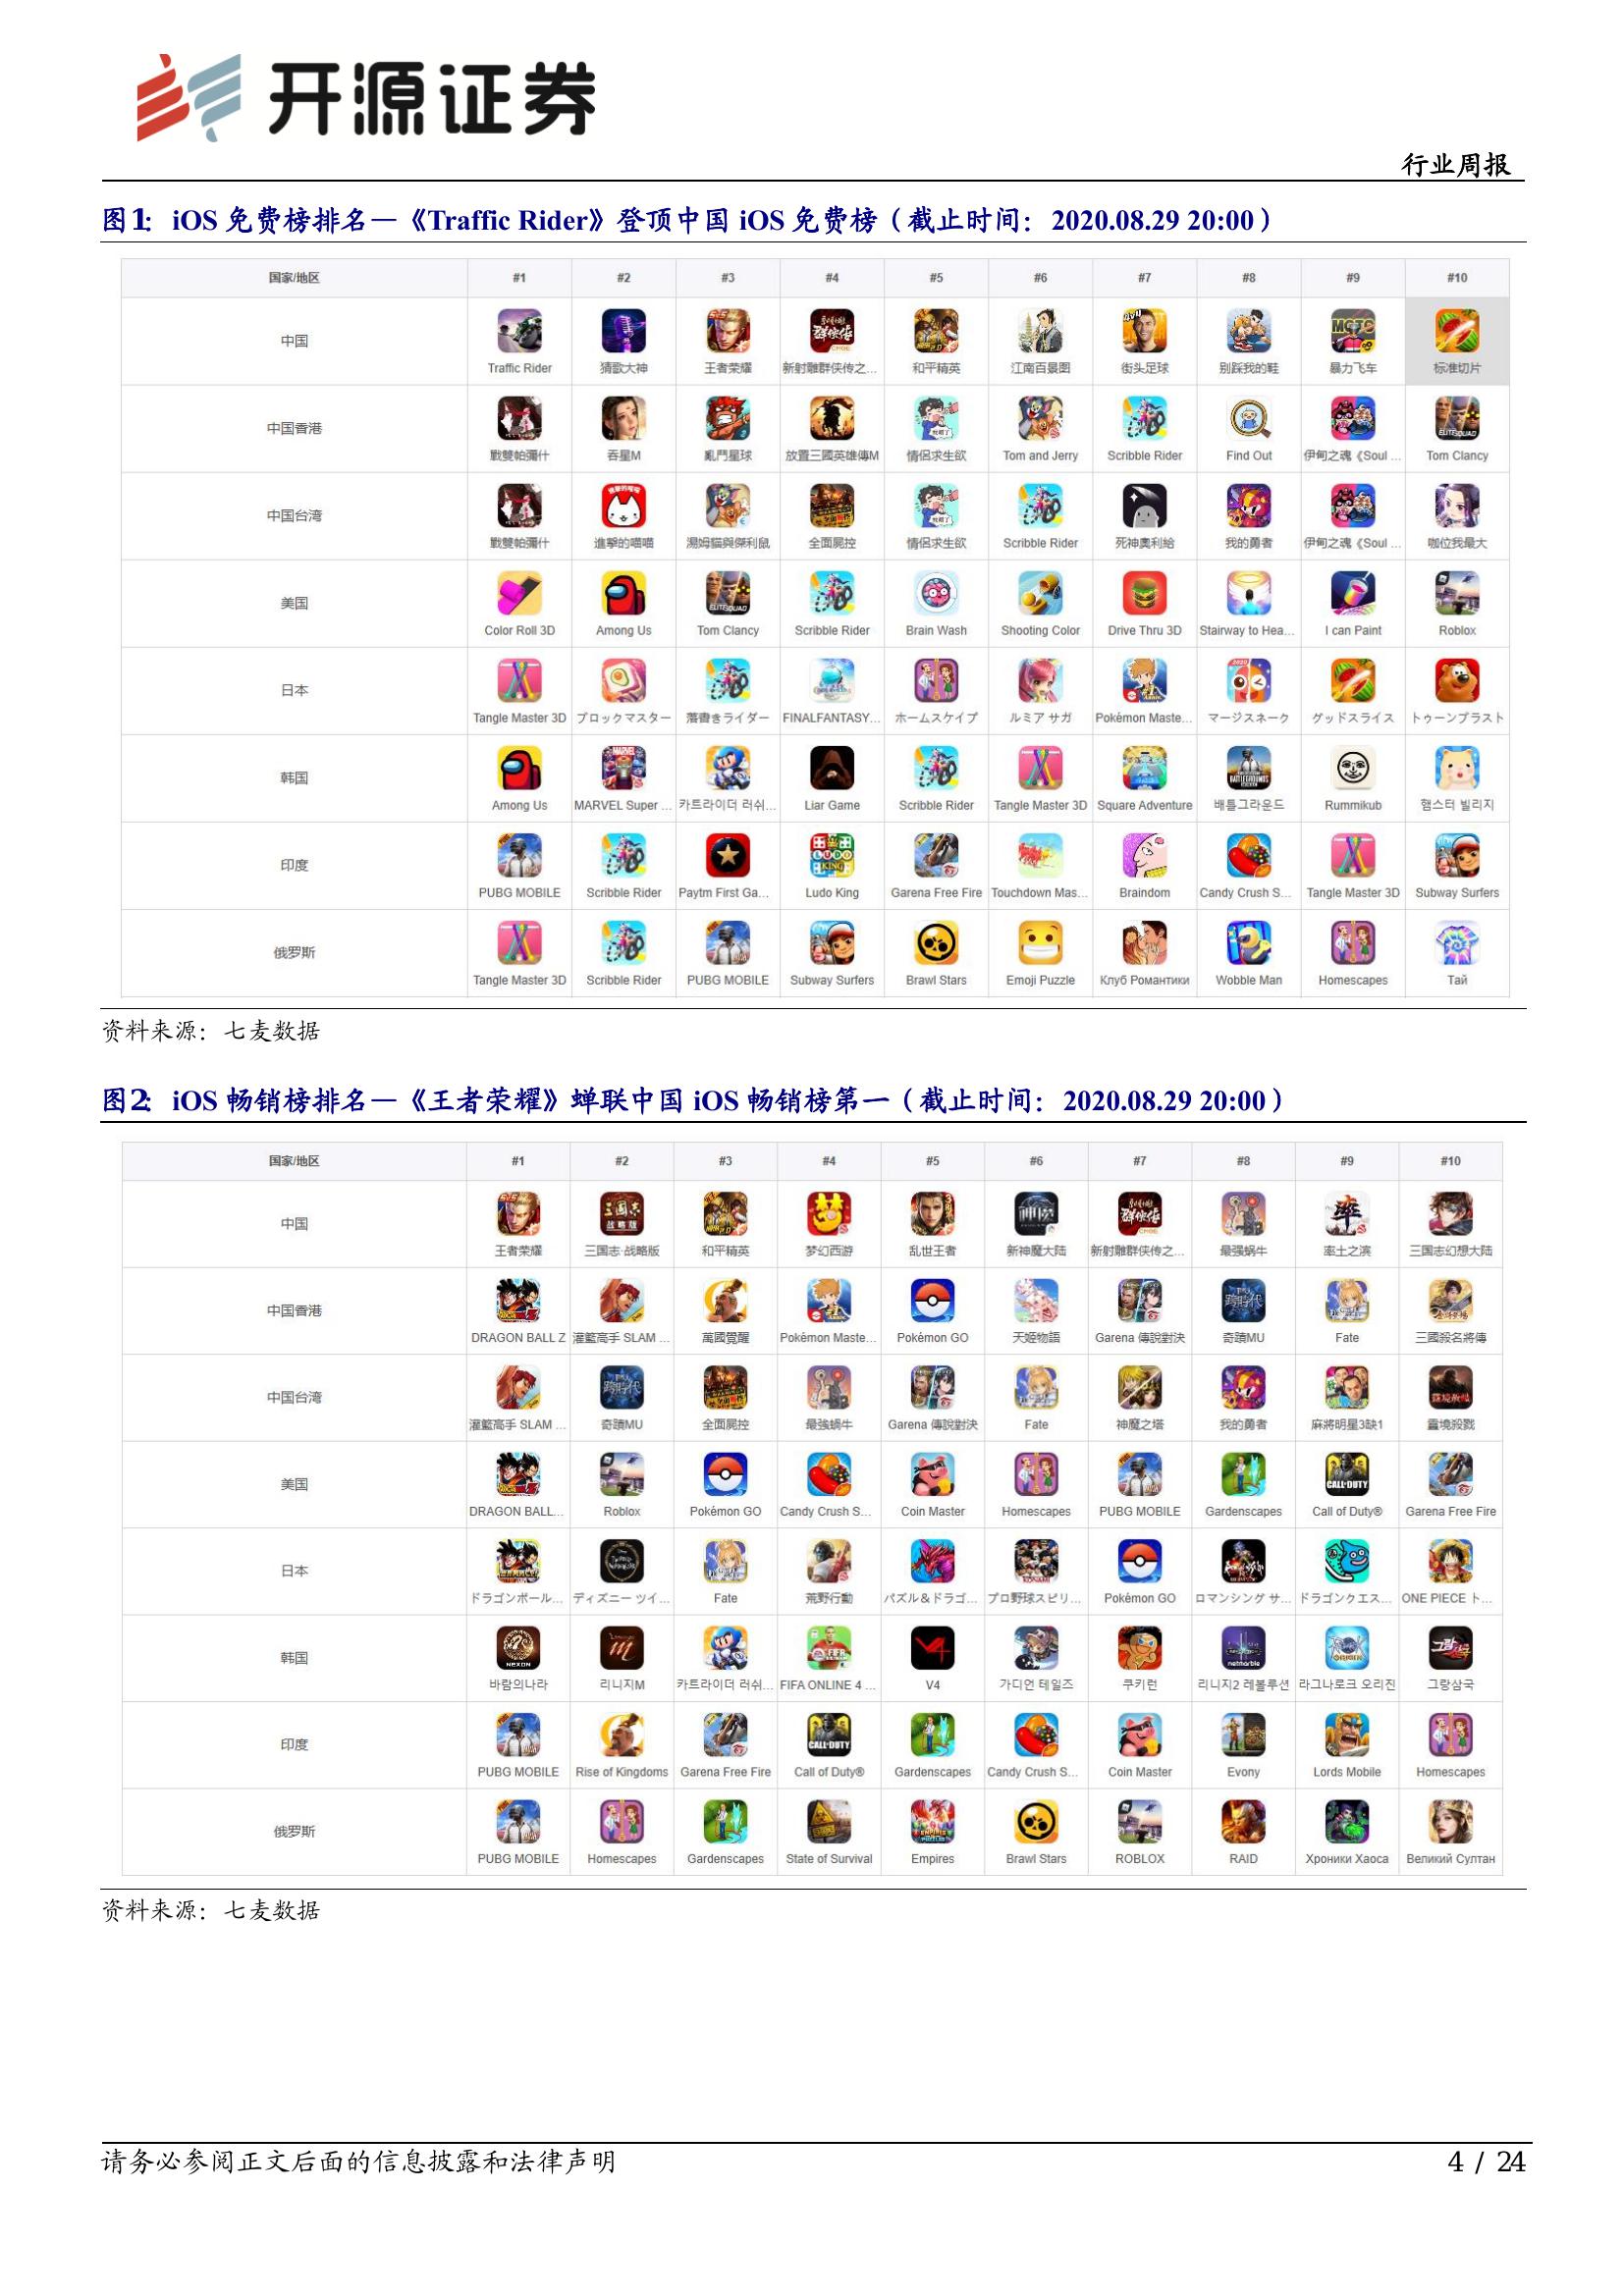 开源证券
行业周报
图1： iOS 免费榜排名—《Traffic Rider》登顶中国 iOS 免费榜（截止时间：2020.08.29 20:00）
国家/地区 #1 #2 #3 #4 #5 #6 #7 #8 #9 #10
中国 Traffic Rider 猜歌大神 王者荣耀 新射雕群侠传之... 和平精英 江南百景图 街头足球 别踩我的鞋 暴力飞车 标准切片
中国香港 戰雙帕彌什 吞星M 亂鬥星球 放置三國英雄傳M 情侶求生欲 Tom and Jerry Scribble Rider Find Out 伊甸之魂《Soul ... Tom Clancy
中国台湾 戰雙帕彌什 進擊的喵喵 湯姆貓與傑利鼠 全面屍控 情侶求生欲 Scribble Rider 死神奧利給 我的勇者 伊甸之魂《Soul ... 咖位我最大
美国 Color Roll 3D Among Us Tom Clancy Scribble Rider Brain Wash Shooting Color Drive Thru 3D Stairway to Hea... I can Paint Roblox
日本 Tangle Master 3D ブロックマスター 落書きライダー FINALFANTASY... ホームスケイプ ルミア サガ Pokémon Maste... マージスネーク グッドスライス トゥーンブラスト
韩国 Among Us MARVEL Super ... 카트라이더 러쉬... Liar Game Scribble Rider Tangle Master 3D Square Adventure 배틀그라운드 Rummikub 햄스터 빌리지
印度 PUBG MOBILE Scribble Rider Paytm First Ga... Ludo King Garena Free Fire Touchdown Mas... Braindom Candy Crush S... Tangle Master 3D Subway Surfers
俄罗斯 Tangle Master 3D Scribble Rider PUBG MOBILE Subway Surfers Brawl Stars Emoji Puzzle Клуб Романтики Wobble Man Homescapes Тай
资料来源：七麦数据
图2： iOS 畅销榜排名—《王者荣耀》蝉联中国 iOS 畅销榜第一（截止时间：2020.08.29 20:00）
国家/地区 #1 #2 #3 #4 #5 #6 #7 #8 #9 #10
中国 王者荣耀 三国志·战略版 和平精英 梦幻西游 乱世王者 新神魔大陆 新射雕群侠传之... 最强蜗牛 率土之滨 三国志幻想大陆
中国香港 DRAGON BALL Z 灌籃高手 SLAM ... 萬國覺醒 Pokémon Maste... Pokémon GO 天姬物語 Garena 傳說對決 奇蹟MU Fate 三國殺名將傳
中国台湾 灌籃高手 SLAM ... 奇蹟MU 全面屍控 最強蝸牛 Garena 傳說對決 Fate 神魔之塔 我的勇者 麻將明星3缺1 靈境殺戮
美国 DRAGON BALL... Roblox Pokémon GO Candy Crush S... Coin Master Homescapes PUBG MOBILE Gardenscapes Call of Duty® Garena Free Fire
日本 ドラゴンボール... ディズニー ツイ... Fate 荒野行動 パズル＆ドラゴ... プロ野球スピリ... Pokémon GO ロマンシング サ... ドラゴンクエス... ONE PIECE ト...
韩国 바람의나라 리니지M 카트라이더 러쉬... FIFA ONLINE 4 ... V4 가디언 테일즈 쿠키런 리니지2 레볼루션 라그나로크 오리진 그랑삼국
印度 PUBG MOBILE Rise of Kingdoms Garena Free Fire Call of Duty® Gardenscapes Candy Crush S... Coin Master Evony Lords Mobile Homescapes
俄罗斯 PUBG MOBILE Homescapes Gardenscapes State of Survival Empires Brawl Stars ROBLOX RAID Хроники Хаоса Великий Султан
资料来源：七麦数据
请务必参阅正文后面的信息披露和法律声明 4 / 24